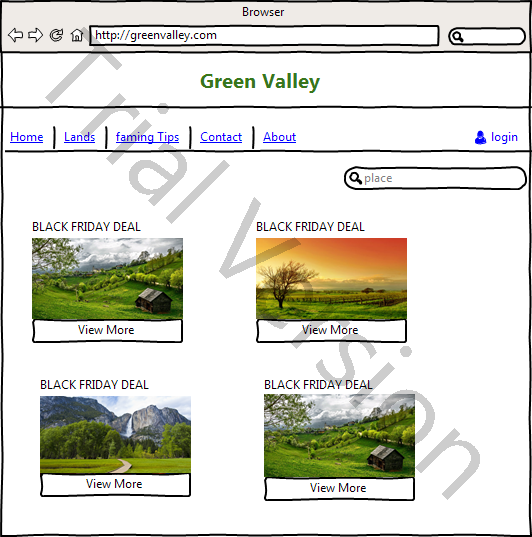 Browser
http://greenvalley.com
Green Valley
Home
Lands
faming Tips
Contact
About
login
place
BLACK FRIDAY DEAL
BLACK FRIDAY DEAL
View More
View More
BLACK FRIDAY DEAL
BLACK FRIDAY DEAL
View More
View More
Trial Version